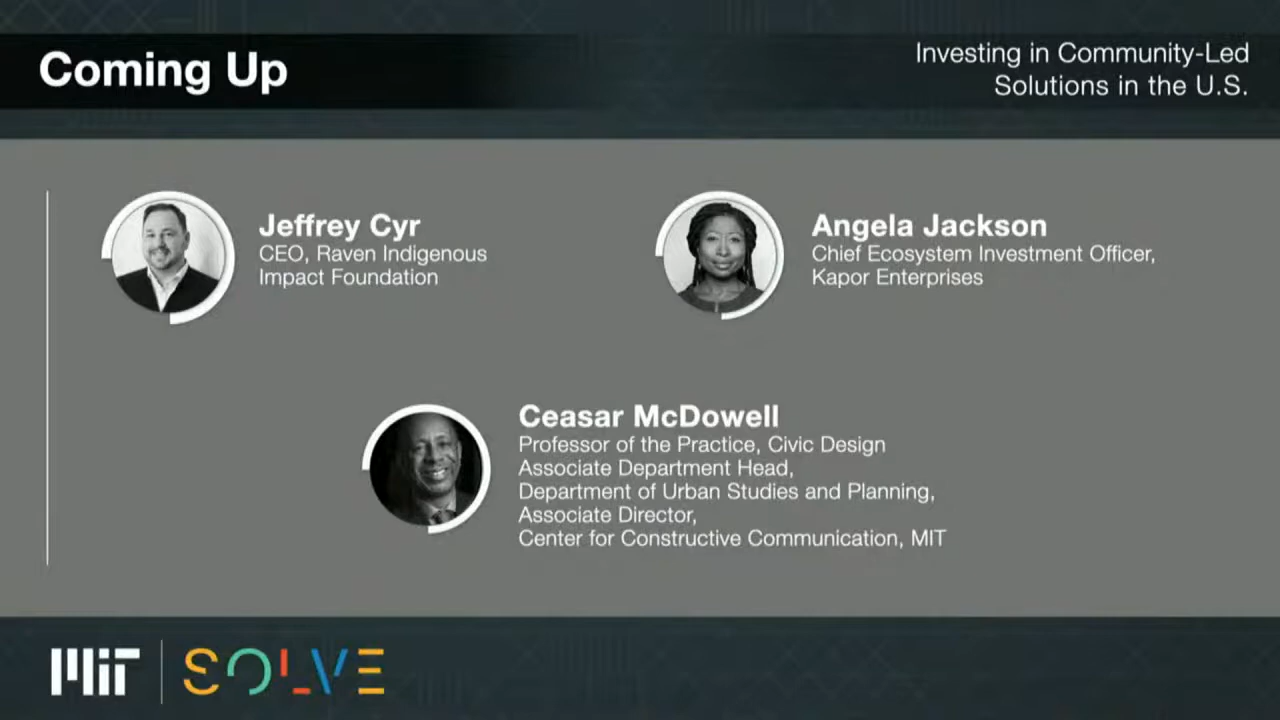 Coming Up
Investing in Community-Led
Solutions in the U.S.
Jeffrey Cyr
CEO, Raven Indigenous
Impact Foundation
Angela Jackson
Chief Ecosystem Investment Officer,
Kapor Enterprises
Ceasar McDowell
Professor of the Practice, Civic Design
Associate Department Head,
Department of Urban Studies and Planning,
Associate Director,
Center for Constructive Communication, MIT
MIT SOLVE